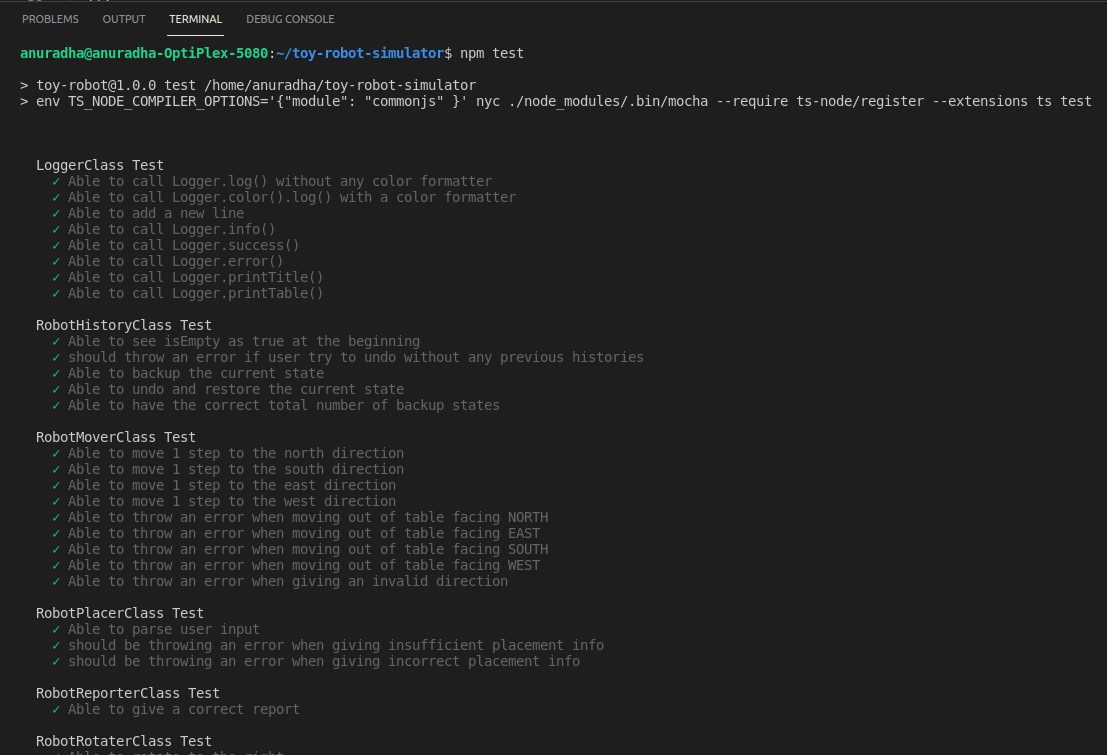 PROBLEMS OUTPUT TERMINAL DEBUG CONSOLE
anuradha@anuradha-OptiPlex-5080:~/toy-robot-simulator$ npm test
> toy-robot@1.0.0 test /home/anuradha/toy-robot-simulator
> env TS_NODE_COMPILER_OPTIONS='{"module": "commonjs" }' nyc ./node_modules/.bin/mocha --require ts-node/register --extensions ts test
LoggerClass Test
✓ Able to call Logger.log() without any color formatter
✓ Able to call Logger.color().log() with a color formatter
✓ Able to add a new line
✓ Able to call Logger.info()
✓ Able to call Logger.success()
✓ Able to call Logger.error()
✓ Able to call Logger.printTitle()
✓ Able to call Logger.printTable()
RobotHistoryClass Test
✓ Able to see isEmpty as true at the beginning
✓ should throw an error if user try to undo without any previous histories
✓ Able to backup the current state
✓ Able to undo and restore the current state
✓ Able to have the correct total number of backup states
RobotMoverClass Test
✓ Able to move 1 step to the north direction
✓ Able to move 1 step to the south direction
✓ Able to move 1 step to the east direction
✓ Able to move 1 step to the west direction
✓ Able to throw an error when moving out of table facing NORTH
✓ Able to throw an error when moving out of table facing EAST
✓ Able to throw an error when moving out of table facing SOUTH
✓ Able to throw an error when moving out of table facing WEST
✓ Able to throw an error when giving an invalid direction
RobotPlacerClass Test
✓ Able to parse user input
✓ should be throwing an error when giving insufficient placement info
✓ should be throwing an error when giving incorrect placement info
RobotReporterClass Test
✓ Able to give a correct report
RobotRotaterClass Test
✓ Able to rotate to the right